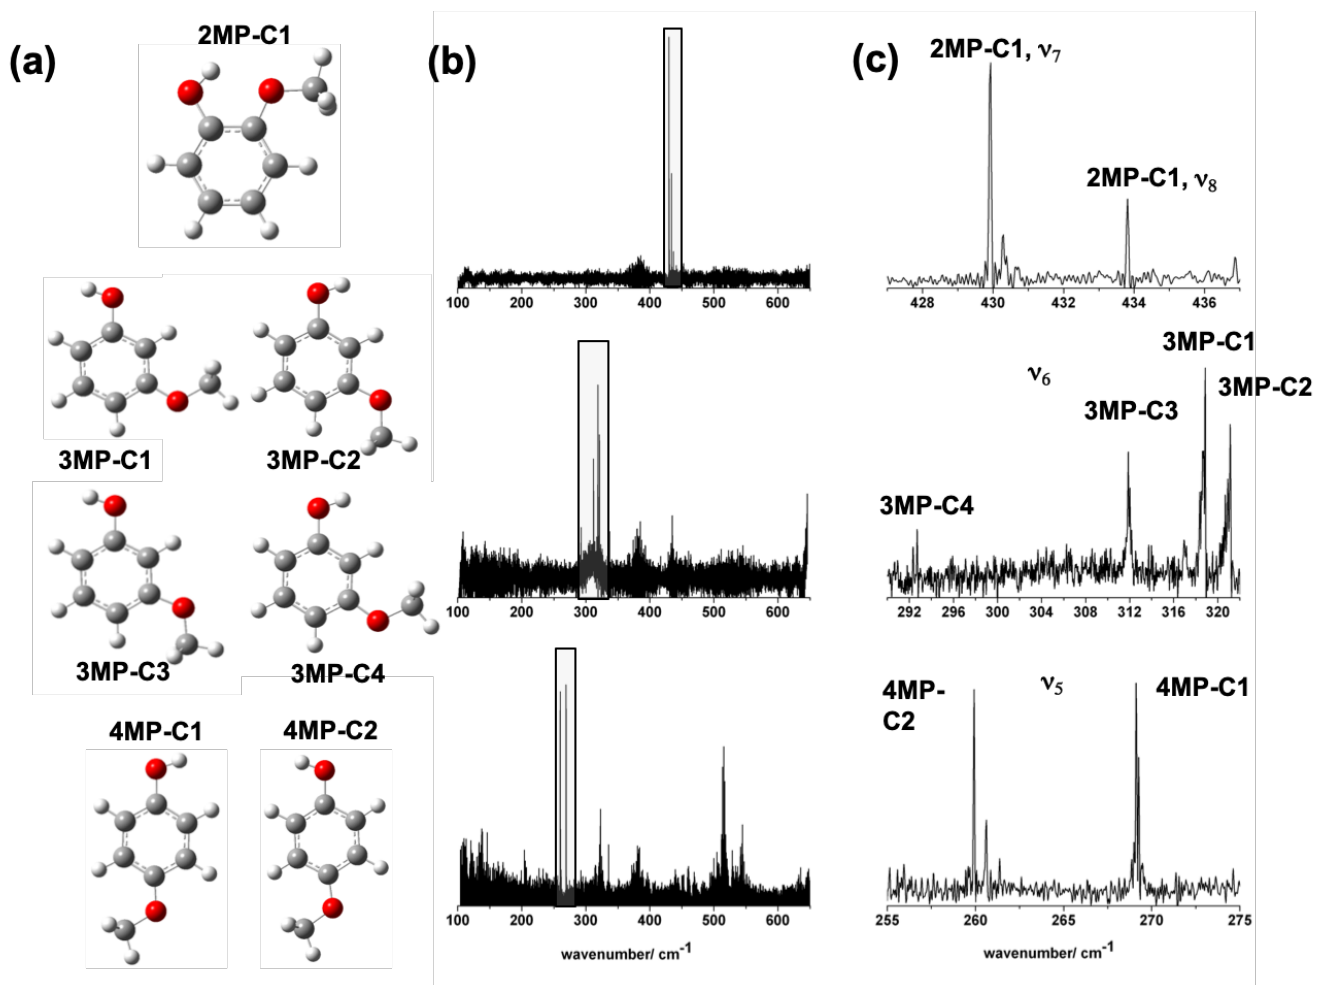 (a)
2MP-C1
3MP-C1
3MP-C2
3MP-C3
3MP-C4
4MP-C1
4MP-C2
(b)
100 200 300 400 500 600
100 200 300 400 500 600
100 200 300 400 500 600
wavenumber/ cm-1
(c)
2MP-C1, ν7
2MP-C1, ν8
428 430 432 434 436
3MP-C1
ν6
3MP-C2
3MP-C3
3MP-C4
292 296 300 304 308 312 316 320
4MP-
C2
ν5
4MP-C1
255 260 265 270 275
wavenumber/ cm-1